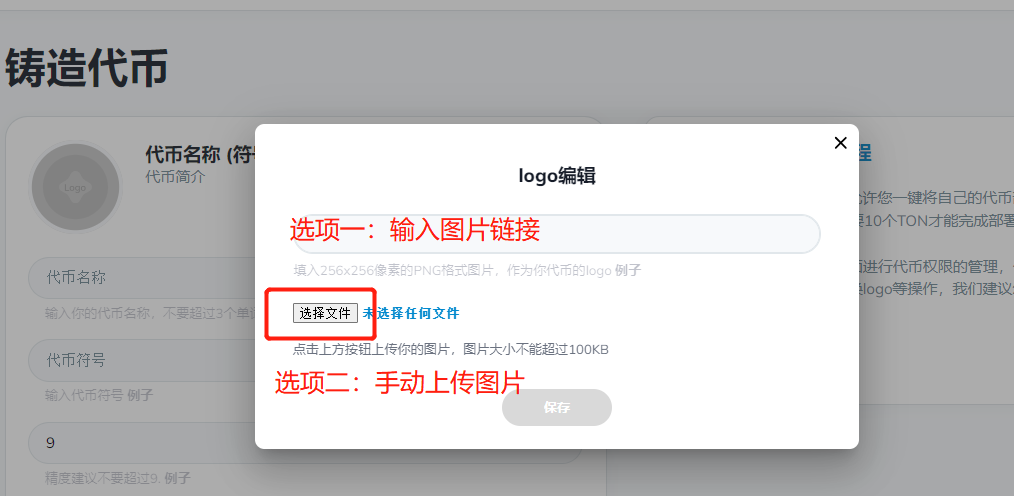 铸造代币
Logo
代币名称 (符
代币简介
代币名称
输入你的代币名称，不要超过3个单
代币符号
输入代币符号 例子
9
精度建议不要超过9. 例子
logo编辑
选项一：输入图片链接
填入256x256像素的PNG格式图片，作为你代币的logo 例子
选择文件 未选择任何文件
点击上方按钮上传你的图片，图片大小不能超过100KB
选项二：手动上传图片
保存
程
许您一键将自己的代币
要10个TON才能完成部署
进行代币权限的管理，
logo等操作，我们建议